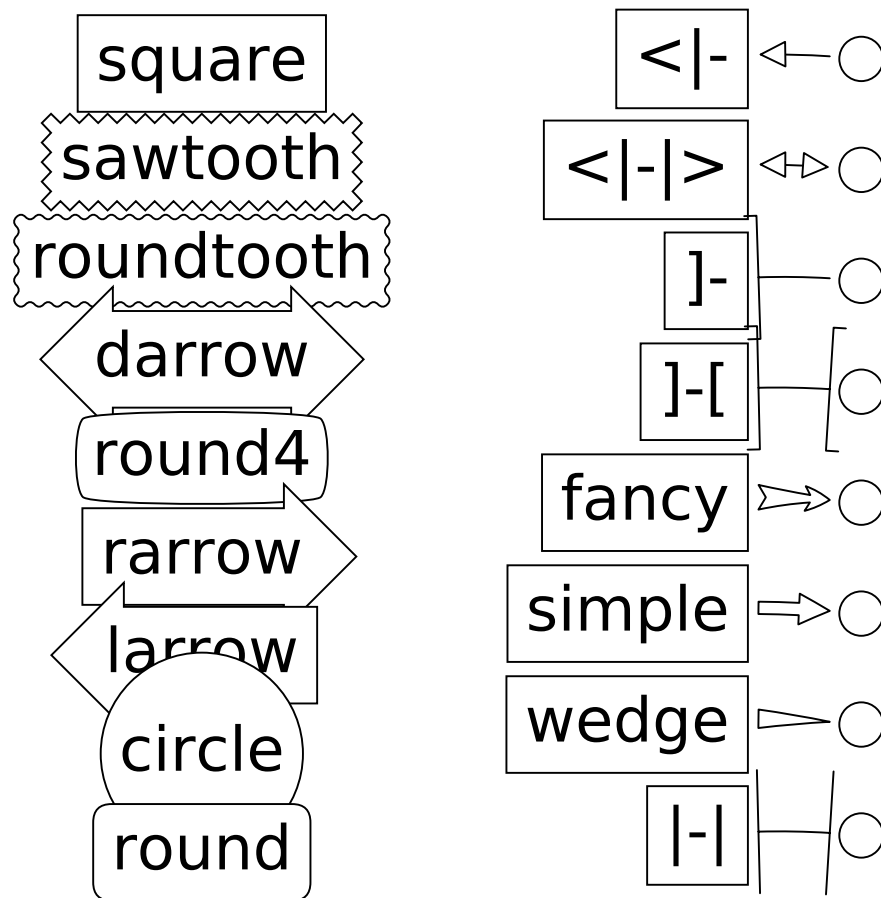 square
sawtooth
roundtooth
darrow
round4
rarrow
larrow
circle
round
<|-
<|-|>
]-
]-[
fancy
simple
wedge
|-|